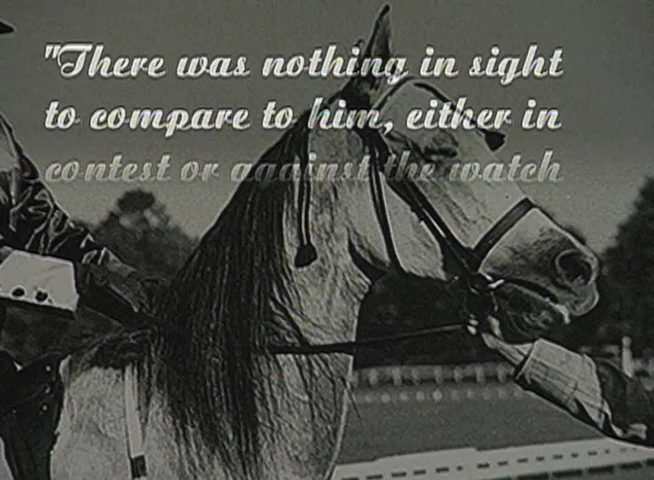 "There was nothing in sight
to compare to him, either in
contest or against the watch